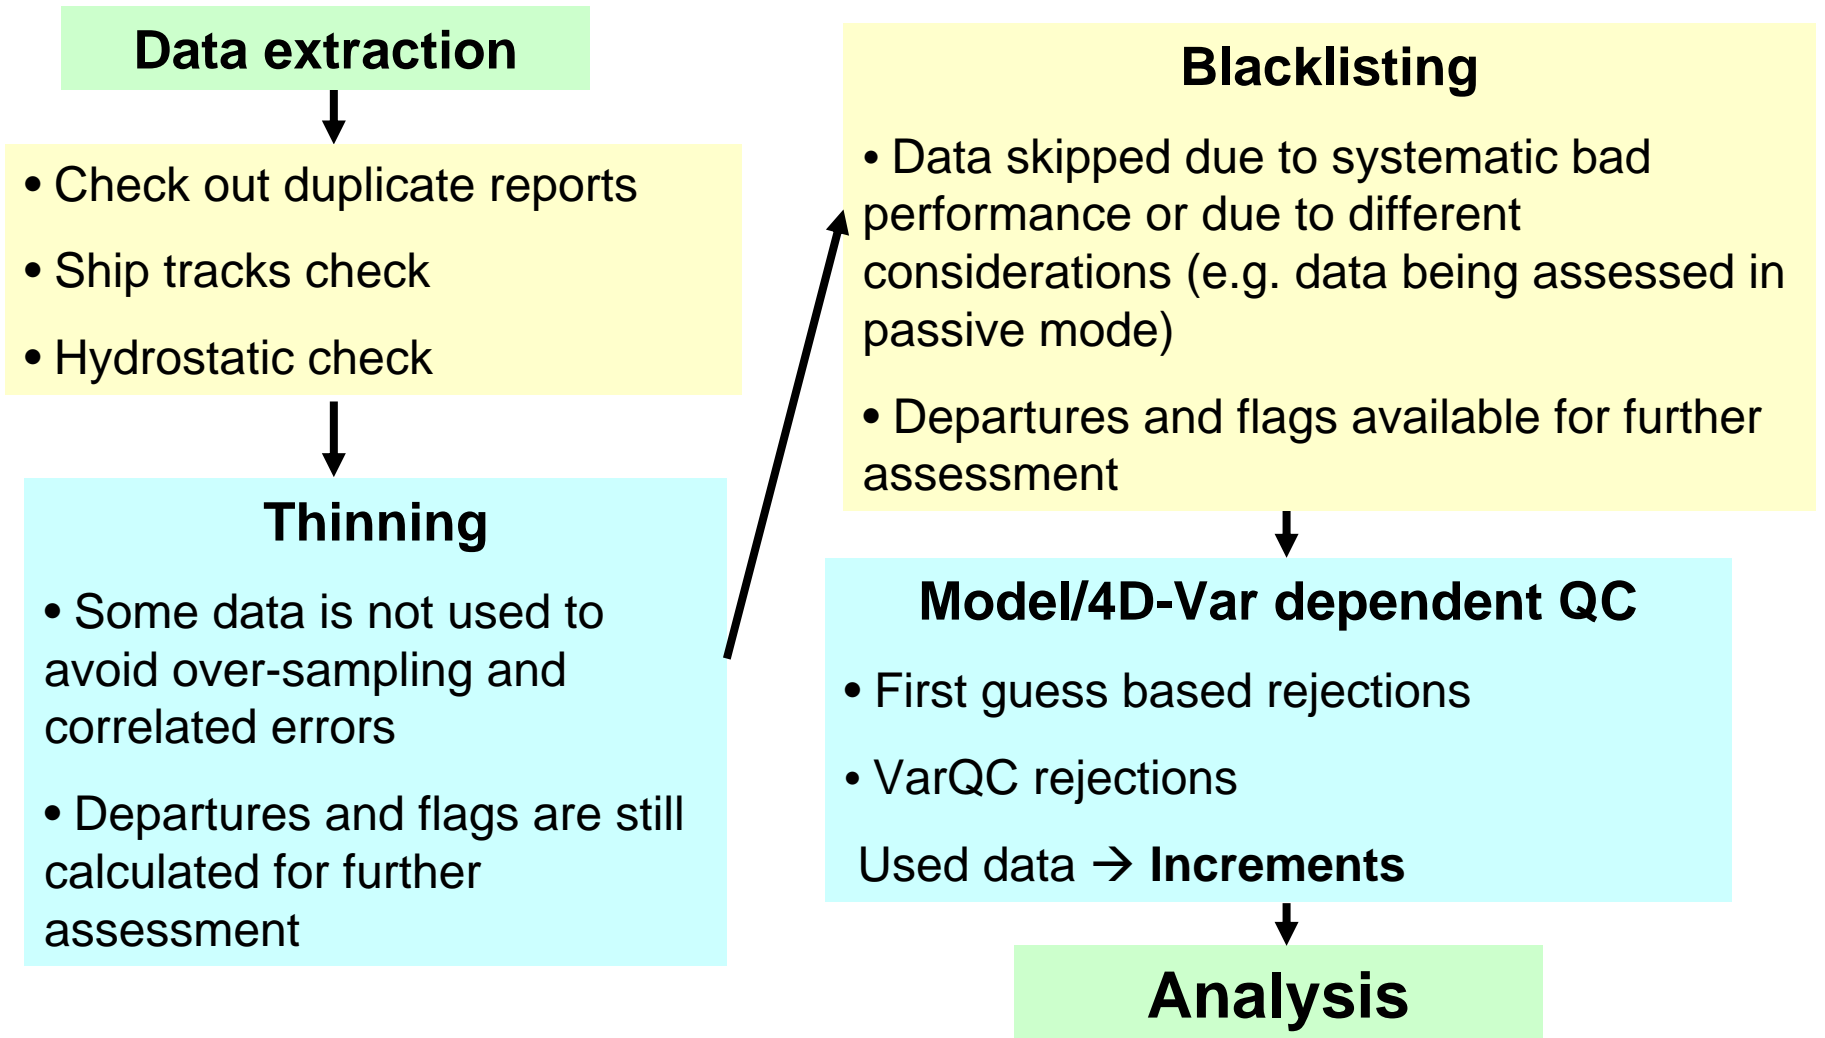 Data extraction
• Check out duplicate reports
• Ship tracks check
• Hydrostatic check
Thinning
• Some data is not used to
avoid over-sampling and
correlated errors
• Departures and flags are still
calculated for further
assessment
Blacklisting
• Data skipped due to systematic bad
performance or due to different
considerations (e.g. data being assessed in
passive mode)
• Departures and flags available for further
assessment
Model/4D-Var dependent QC
• First guess based rejections
• VarQC rejections
Used data → Increments
Analysis